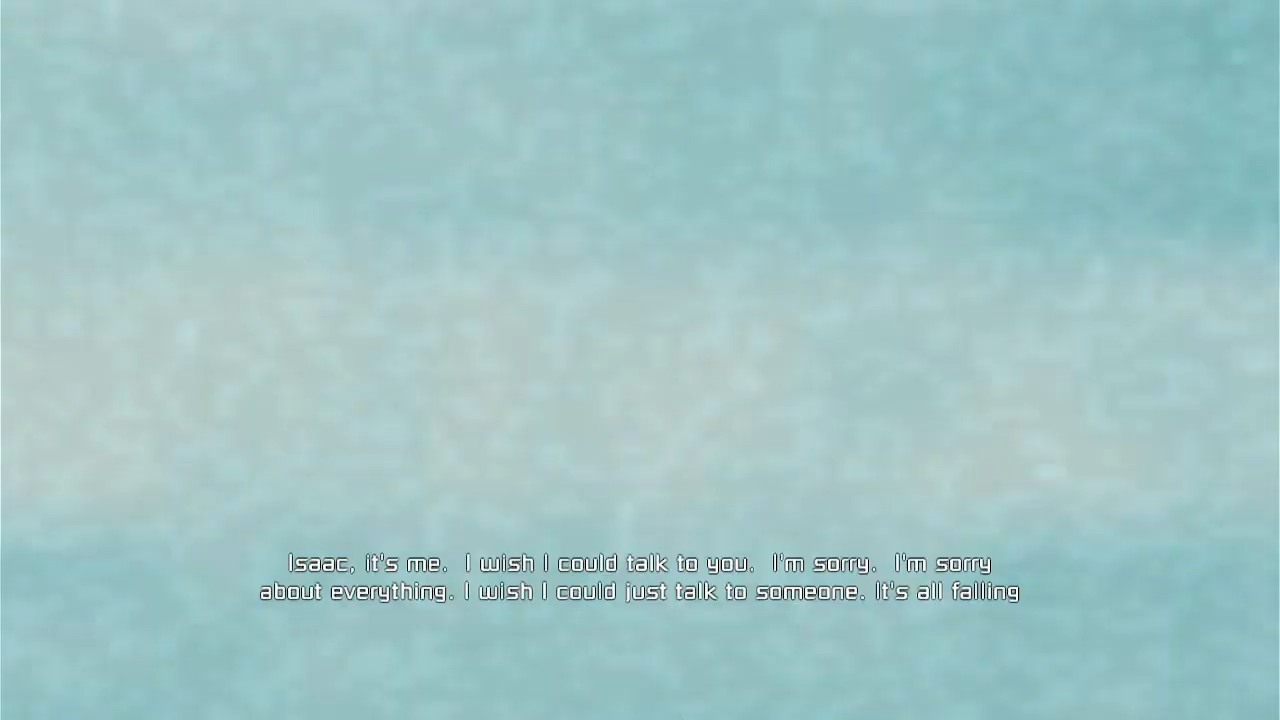 Isaac, it's me.  I wish I could talk to you.  I'm sorry.  I'm sorry
about everything. I wish I could just talk to someone. It's all falling